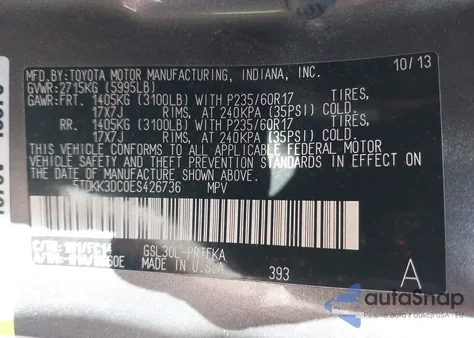 MFD.BY:TOYOTA MOTOR MANUFACTURING, INDIANA, INC. 10/13
GVWR:2715KG (5995LB)
GAWR:FRT. 1405KG (3100LB) WITH P235/60R17 TIRES,
17X7J RIMS, AT 240KPA (35PSI) COLD.
RR. 1405KG (3100LB) WITH P235/60R17 TIRES,
17X7J RIMS, AT 240KPA (35PSI) COLD.
THIS VEHICLE CONFORMS TO ALL APPLICABLE FEDERAL MOTOR
VEHICLE SAFETY AND THEFT PREVENTION STANDARDS IN EFFECT ON
THE DATE OF MANUFACTURE SHOWN ABOVE.
5TDKK3DC0ES426736 MPV
GSL30L-PRTFKA
MADE IN U.S.A 393 A
autoSnap